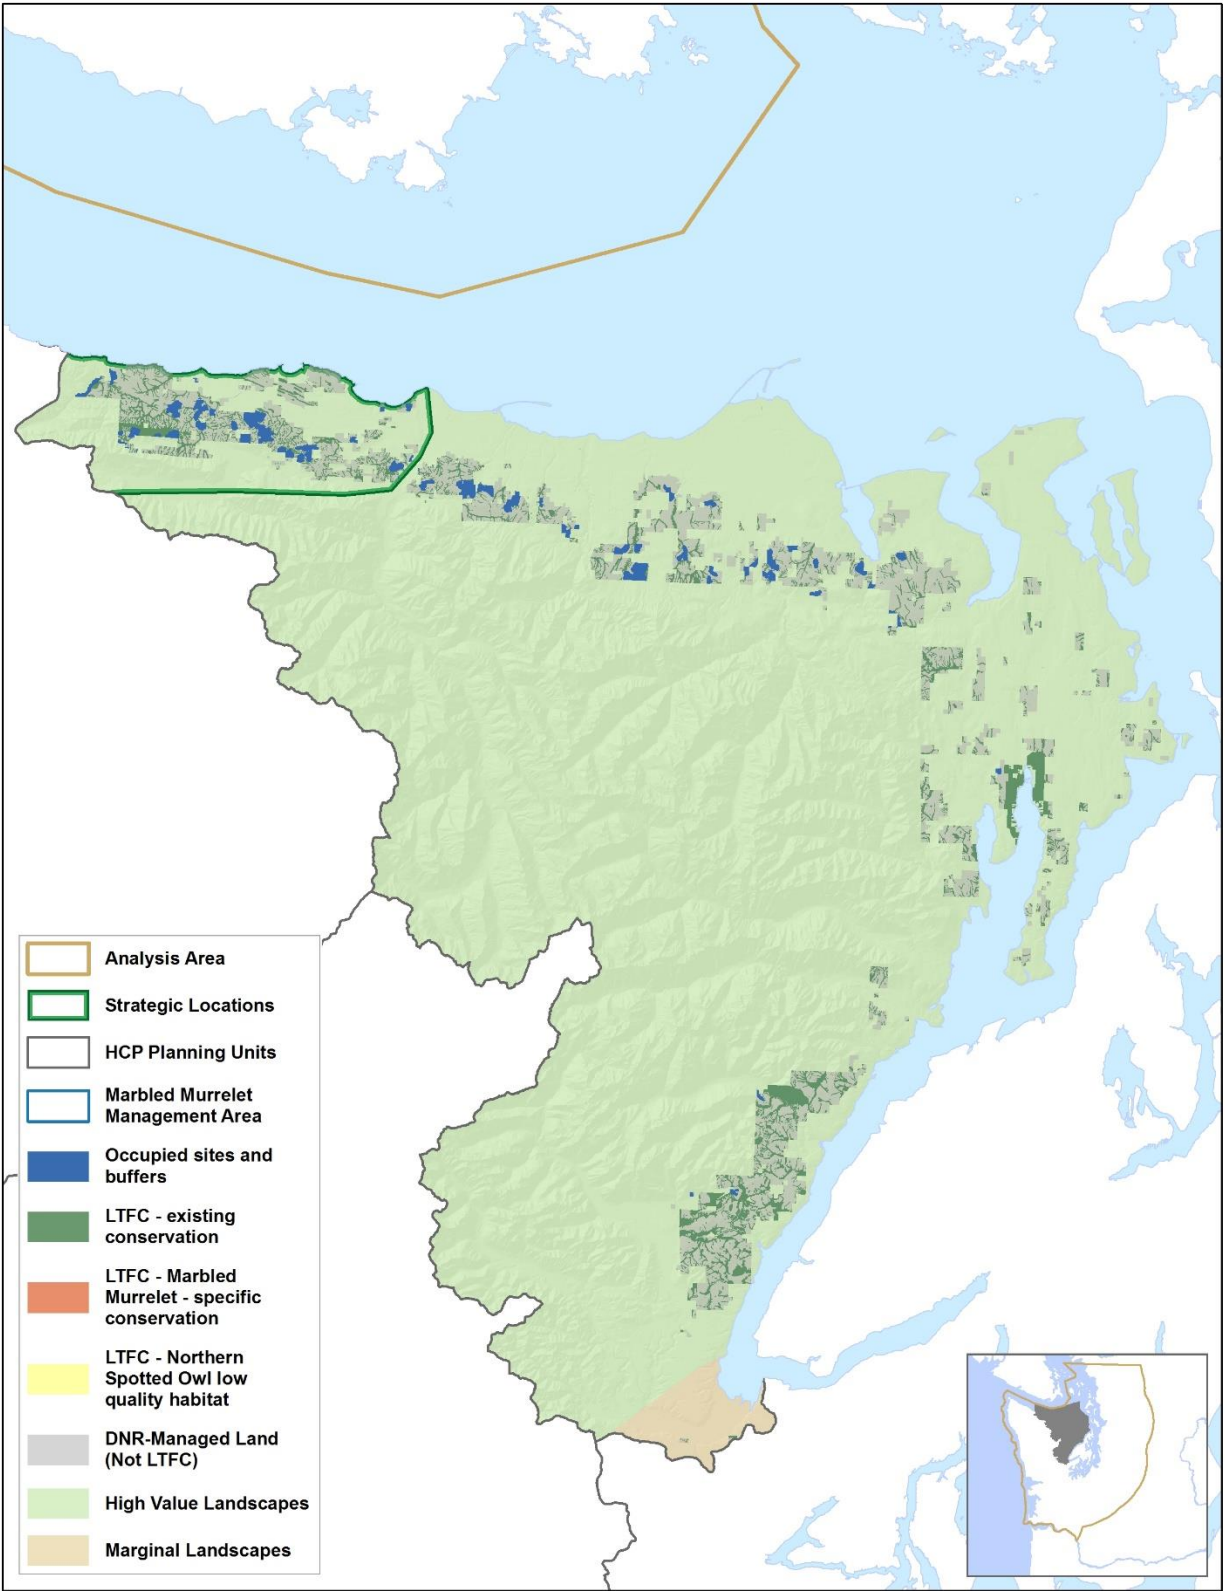 Analysis Area
Strategic Locations
HCP Planning Units
Marbled Murrelet
Management Area
Occupied sites and
buffers
LTFC - existing
conservation
LTFC - Marbled
Murrelet - specific
conservation
LTFC - Northern
Spotted Owl low
quality habitat
DNR-Managed Land
(Not LTFC)
High Value Landscapes
Marginal Landscapes